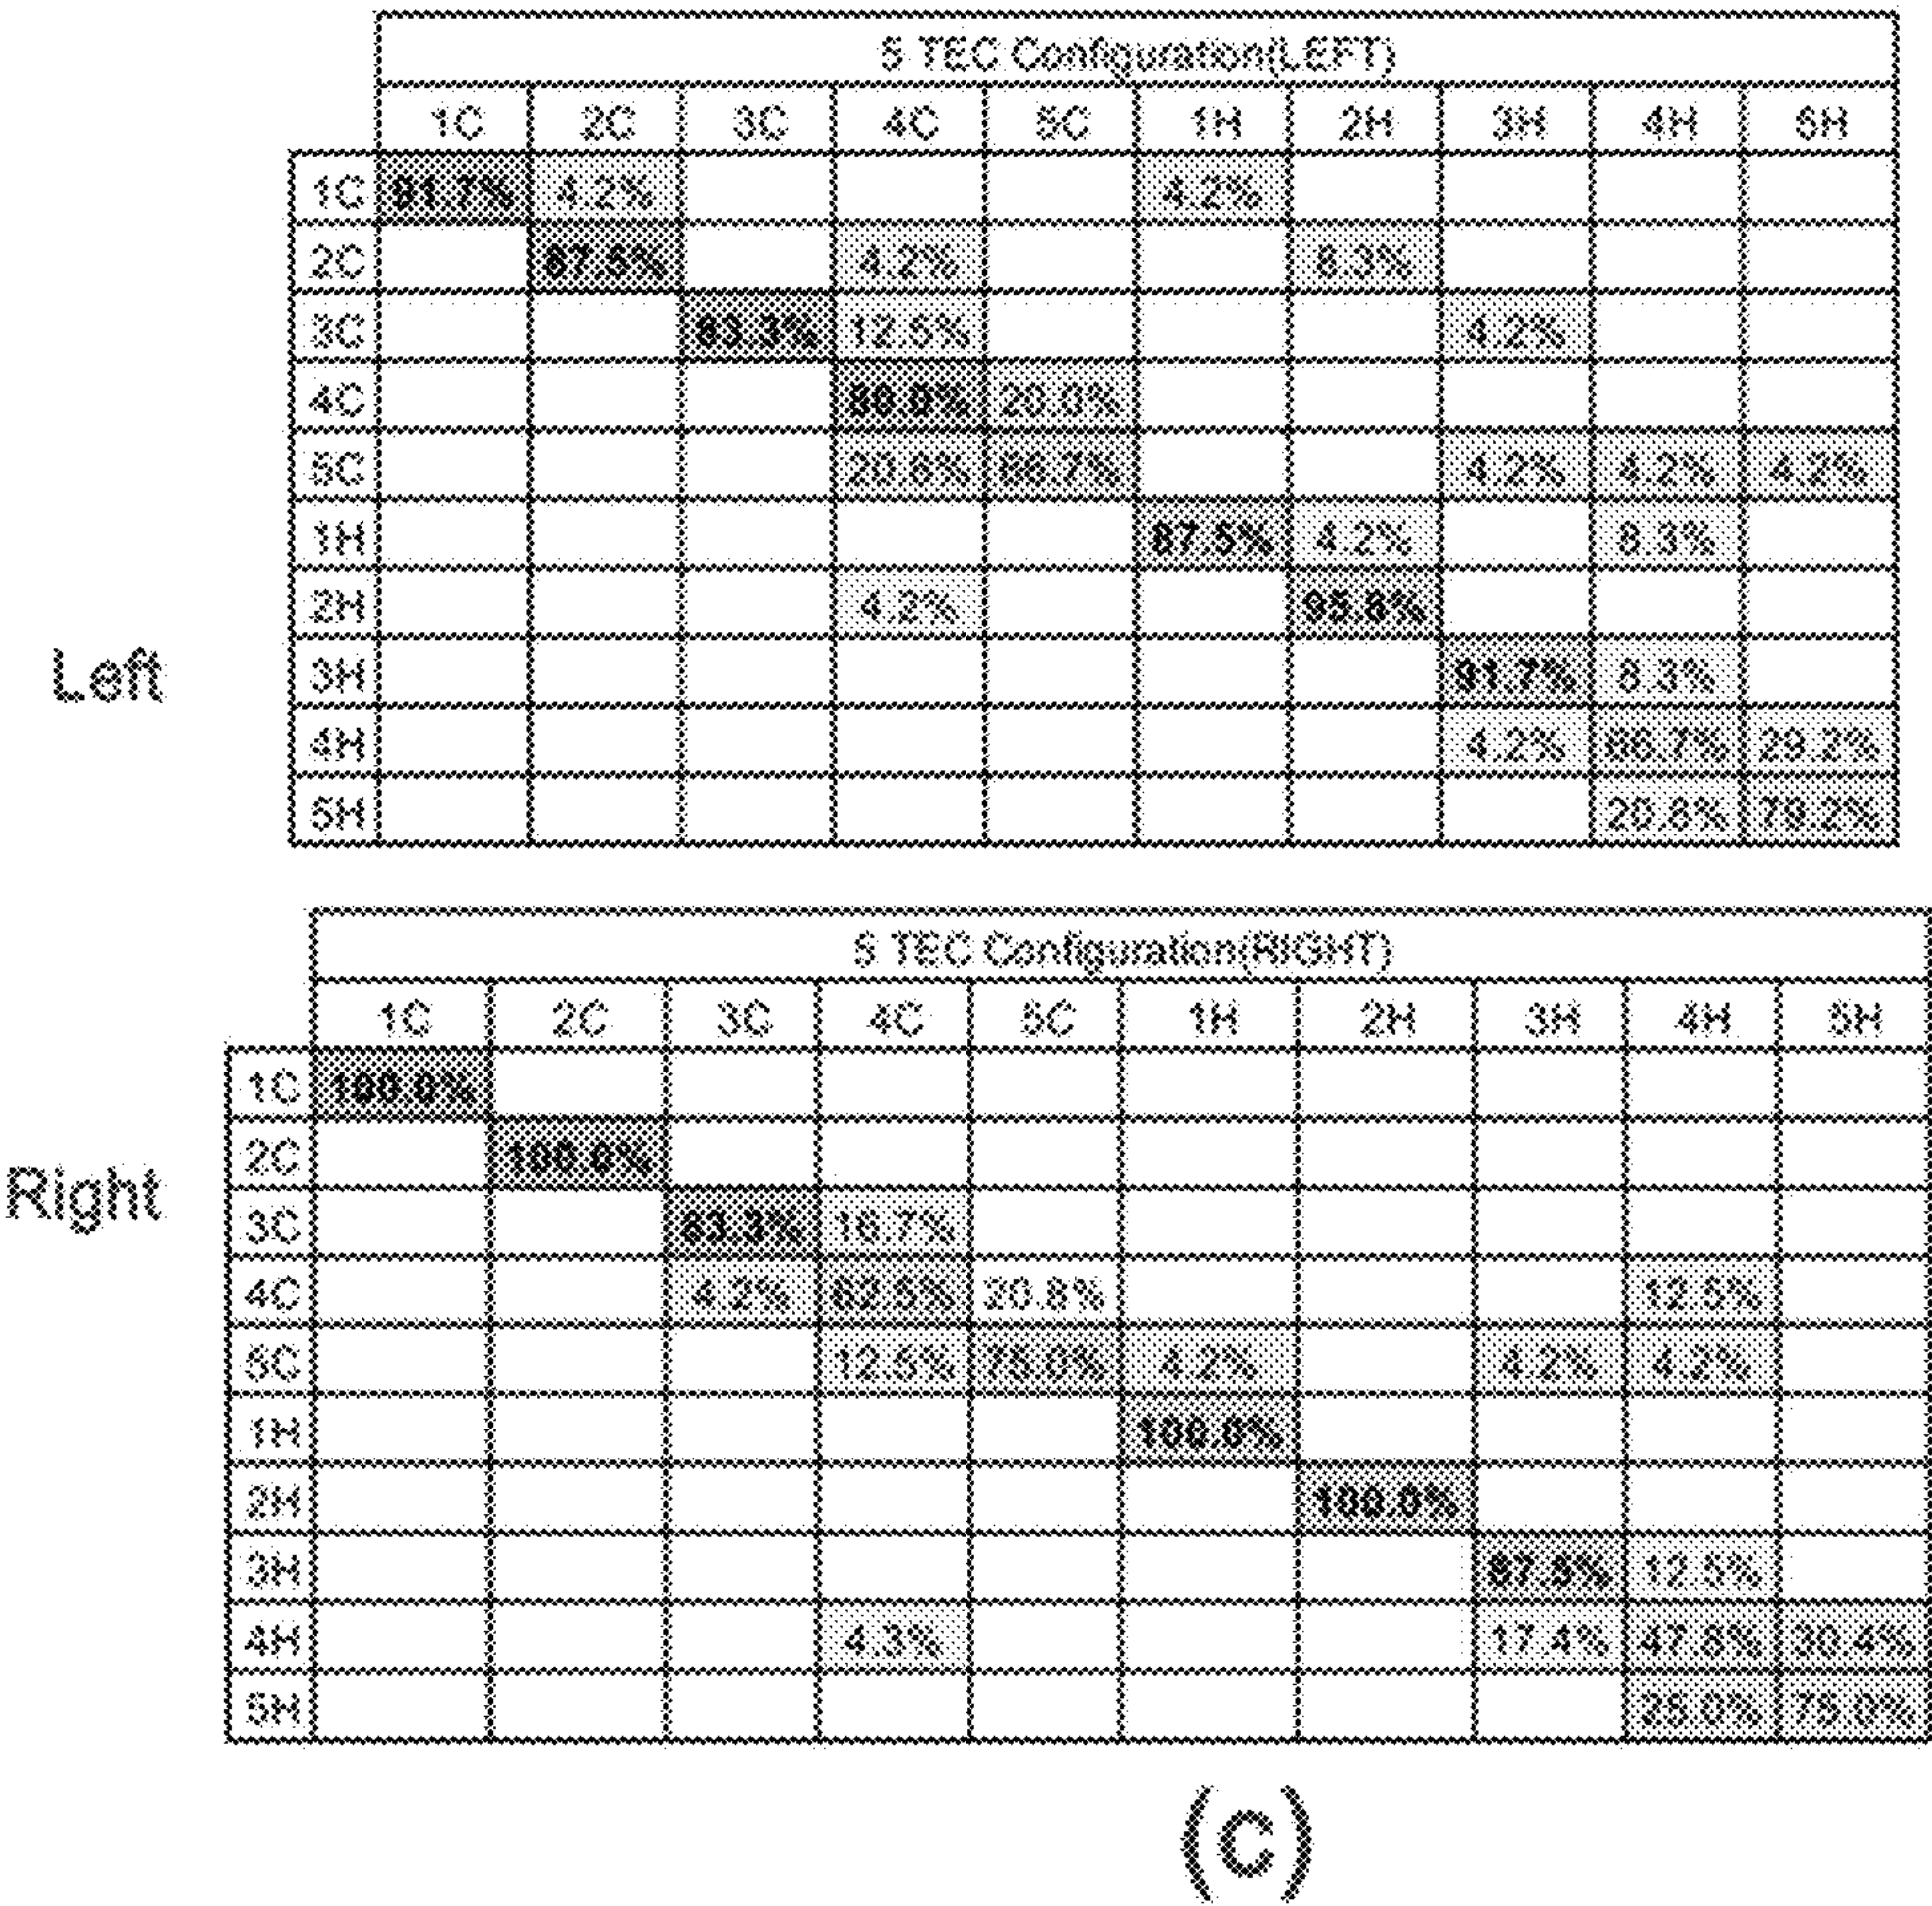 5 TEC Configuration(LEFT)
1C 2C 3C 4C 5C 1H 2H 3H 4H 5H
1C 91.7% 4.2% 4.2%
2C 87.5% 4.2% 8.3%
3C 83.3% 12.5% 4.2%
4C 80.0% 20.0%
5C 20.8% 66.7% 4.2% 4.2% 4.2%
1H 87.5% 4.2% 8.3%
2H 4.2% 95.8%
Left
3H 91.7% 8.3%
4H 4.2% 66.7% 29.2%
5H 20.8% 79.2%
5 TEC Configuration(RIGHT)
1C 2C 3C 4C 5C 1H 2H 3H 4H 5H
1C 100.0%
2C 100.0%
Right
3C 83.3% 16.7%
4C 4.2% 62.5% 20.8% 12.5%
5C 12.5% 75.0% 4.2% 4.2% 4.2%
1H 100.0%
2H 100.0%
3H 87.5% 12.5%
4H 4.3% 17.4% 47.8% 30.4%
5H 25.0% 75.0%
(C)